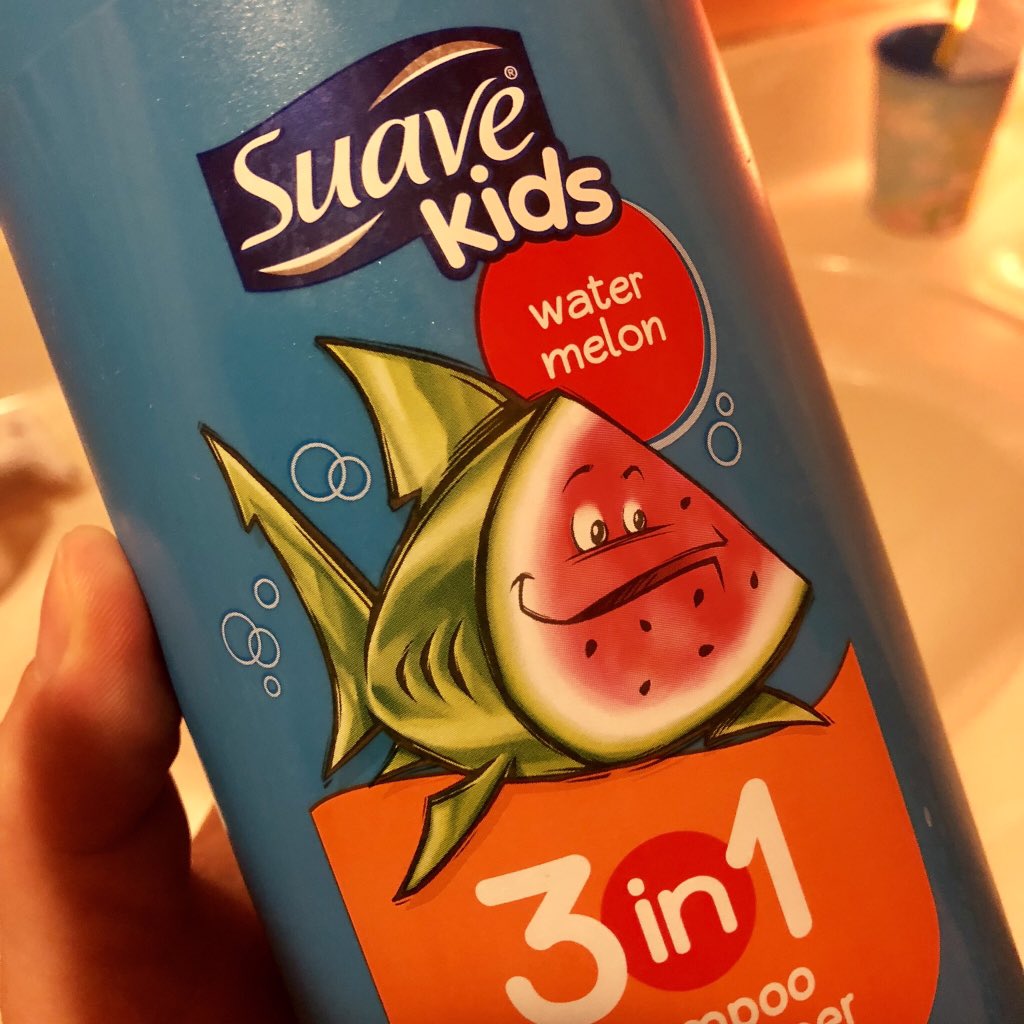 Suave®
kids
water
melon
3in1